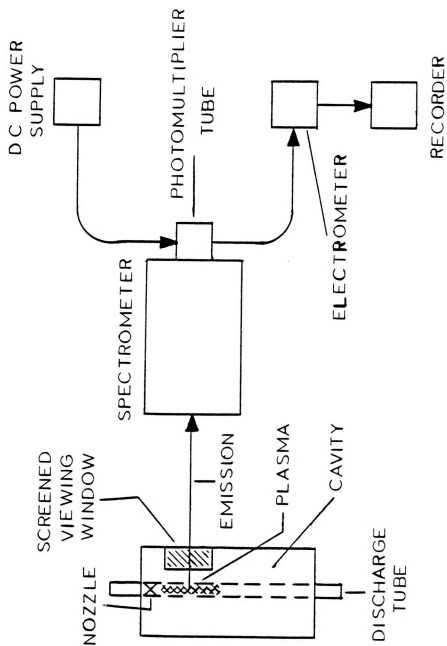 NOZZLE
SCREENED
VIEWING
WINDOW
SPECTROMETER
DC POWER
SUPPLY
PHOTOMULTIPLIER
TUBE
EMISSION
PLASMA
CAVITY
DISCHARGE
TUBE
ELECTROMETER
RECORDER